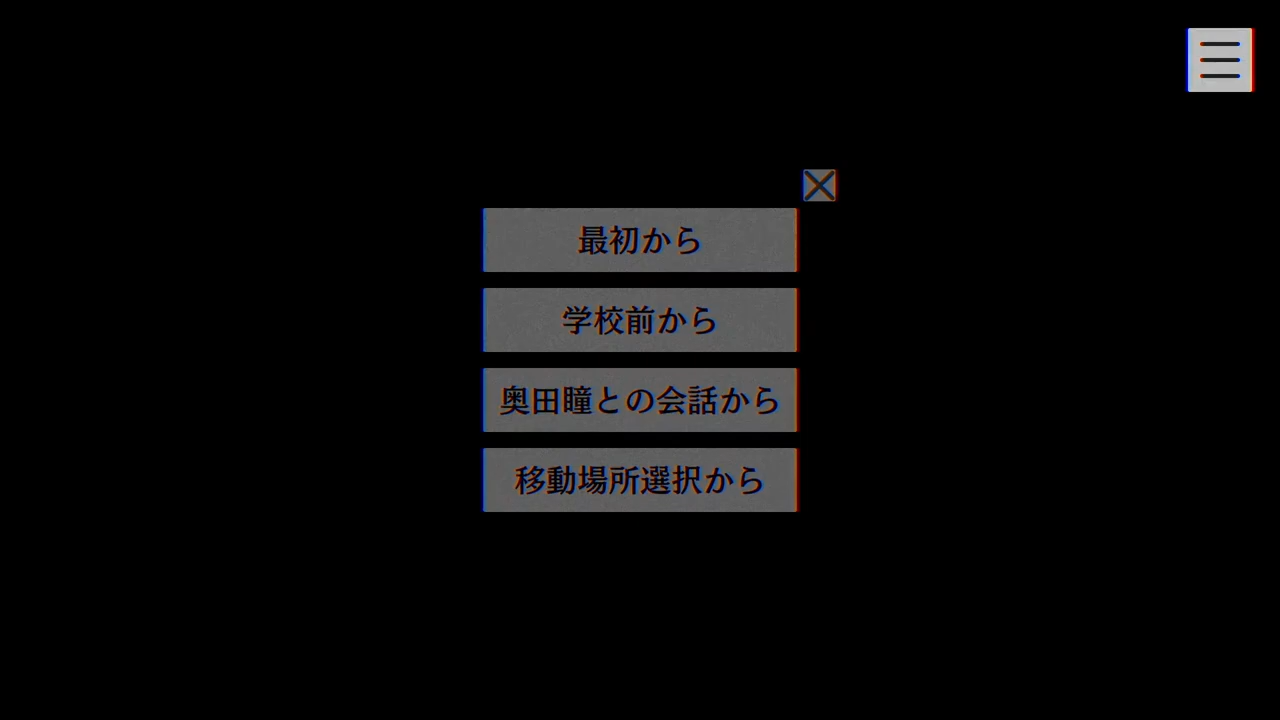 最初から
学校前から
奥田瞳との会話から
移動場所選択から